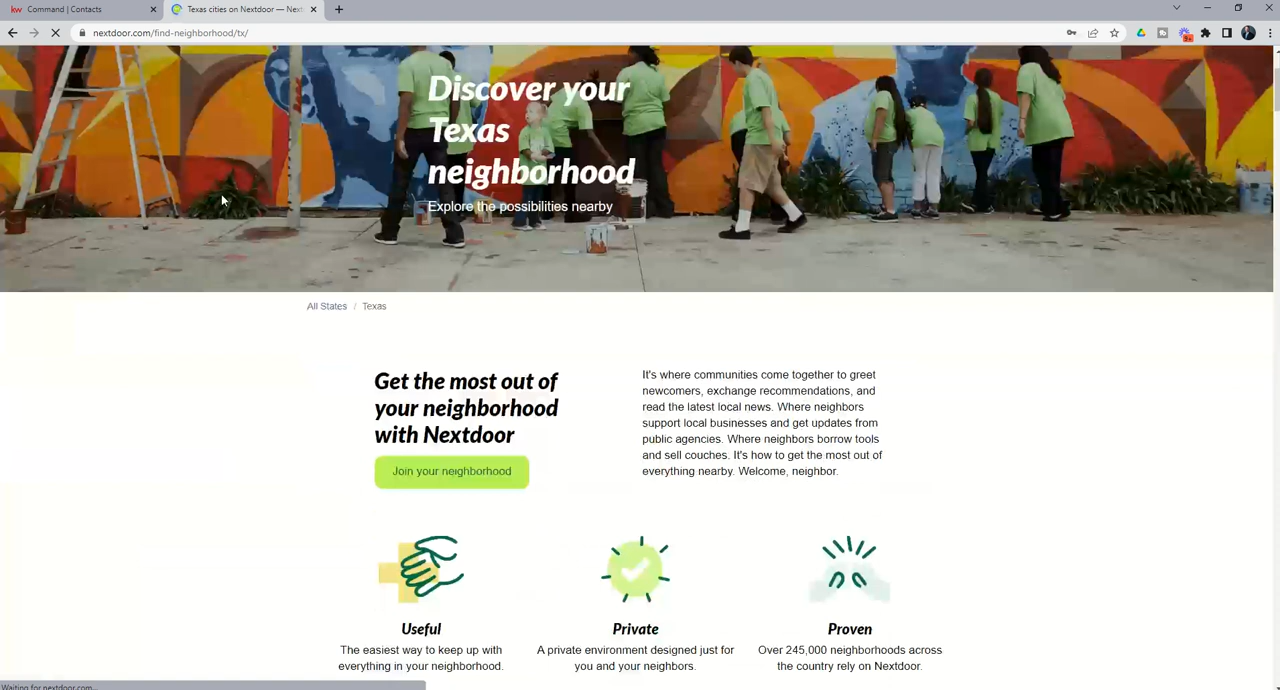 kw Command | Contacts
Texas cities on Nextdoor — Next
nextdoor.com/find-neighborhood/tx/
9+
Discover your
Texas
neighborhood
Explore the possibilities nearby
All States / Texas
Get the most out of
your neighborhood
with Nextdoor
Join your neighborhood
It's where communities come together to greet
newcomers, exchange recommendations, and
read the latest local news. Where neighbors
support local businesses and get updates from
public agencies. Where neighbors borrow tools
and sell couches. It's how to get the most out of
everything nearby. Welcome, neighbor.
Useful
The easiest way to keep up with
everything in your neighborhood.
Private
A private environment designed just for
you and your neighbors.
Proven
Over 245,000 neighborhoods across
the country rely on Nextdoor.
Waiting for nextdoor.com...